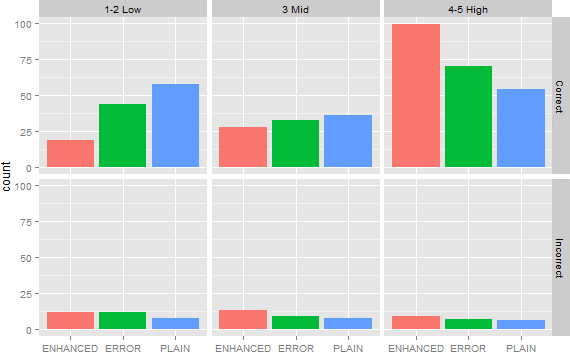 1-2 Low 3 Mid 4-5 High
100
75
50
25
0
Correct
count
100
75
50
25
0
Incorrect
ENHANCED ERROR PLAIN ENHANCED ERROR PLAIN ENHANCED ERROR PLAIN